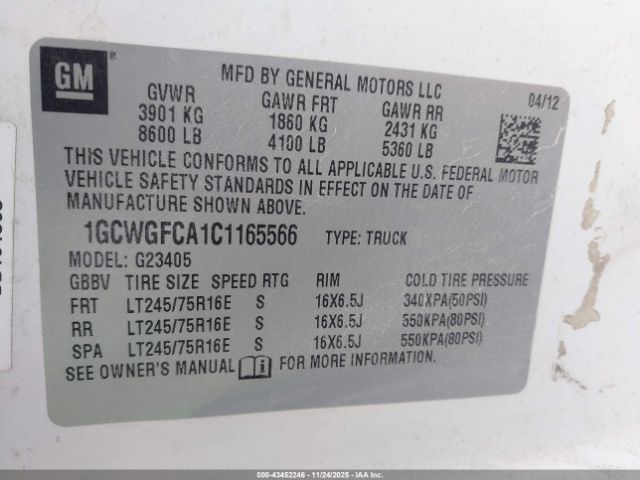 GM
MFD BY GENERAL MOTORS LLC
04/12
GVWR GAWR FRT GAWR RR
3901 KG 1860 KG 2431 KG
8600 LB 4100 LB 5360 LB
THIS VEHICLE CONFORMS TO ALL APPLICABLE U.S. FEDERAL MOTOR
VEHICLE SAFETY STANDARDS IN EFFECT ON THE DATE OF
MANUFACTURE SHOWN ABOVE.
1GCWGFCA1C1165566 TYPE: TRUCK
MODEL: G23405
GBBV TIRE SIZE SPEED RTG RIM COLD TIRE PRESSURE
FRT LT245/75R16E S 16X6.5J 340KPA(50PSI)
RR LT245/75R16E S 16X6.5J 550KPA(80PSI)
SPA LT245/75R16E S 16X6.5J 550KPA(80PSI)
SEE OWNER'S MANUAL FOR MORE INFORMATION.
000-43452246 - 11/24/2025 - Copyright © IAA, LLC